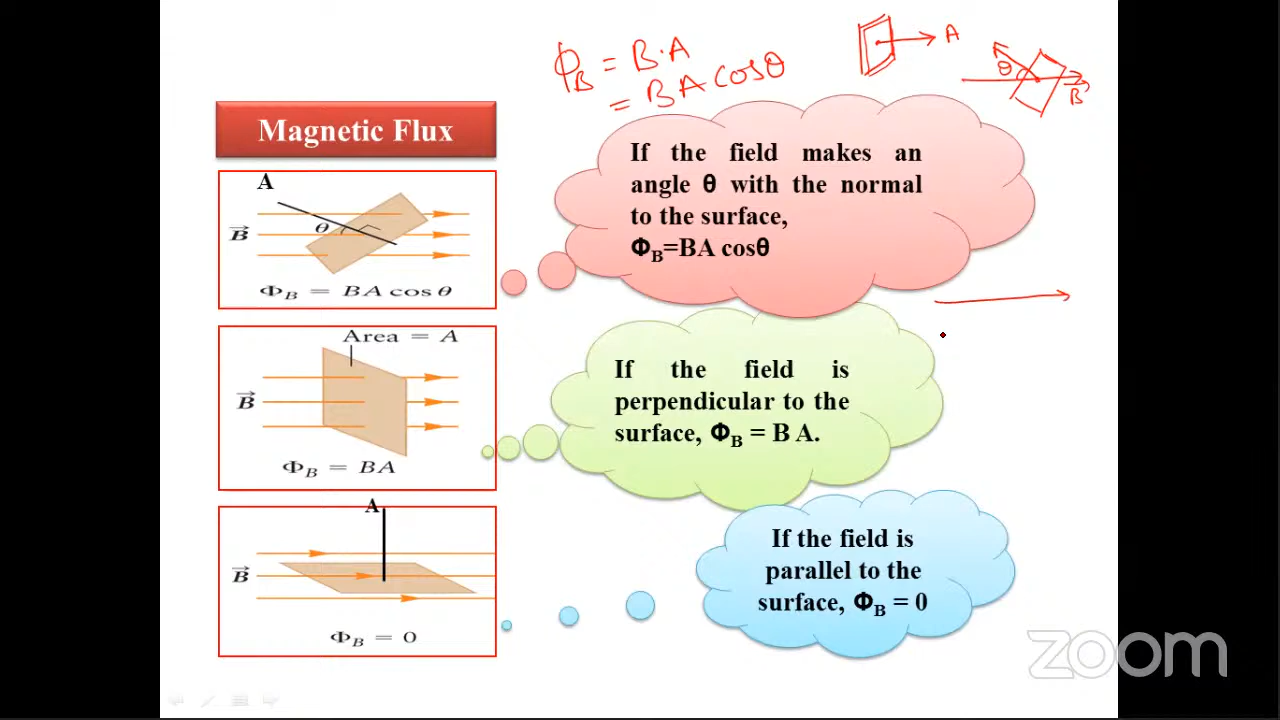 ΦB = B·A
= BA cosθ
A
θ
B
Magnetic Flux
A
B
θ
ΦB = BA cos θ
If the field makes an
angle θ with the normal
to the surface,
ΦB=BA cosθ
Area = A
B
ΦB = BA
If the field is
perpendicular to the
surface, ΦB = B A.
A
B
ΦB = 0
If the field is
parallel to the
surface, ΦB = 0
zoom